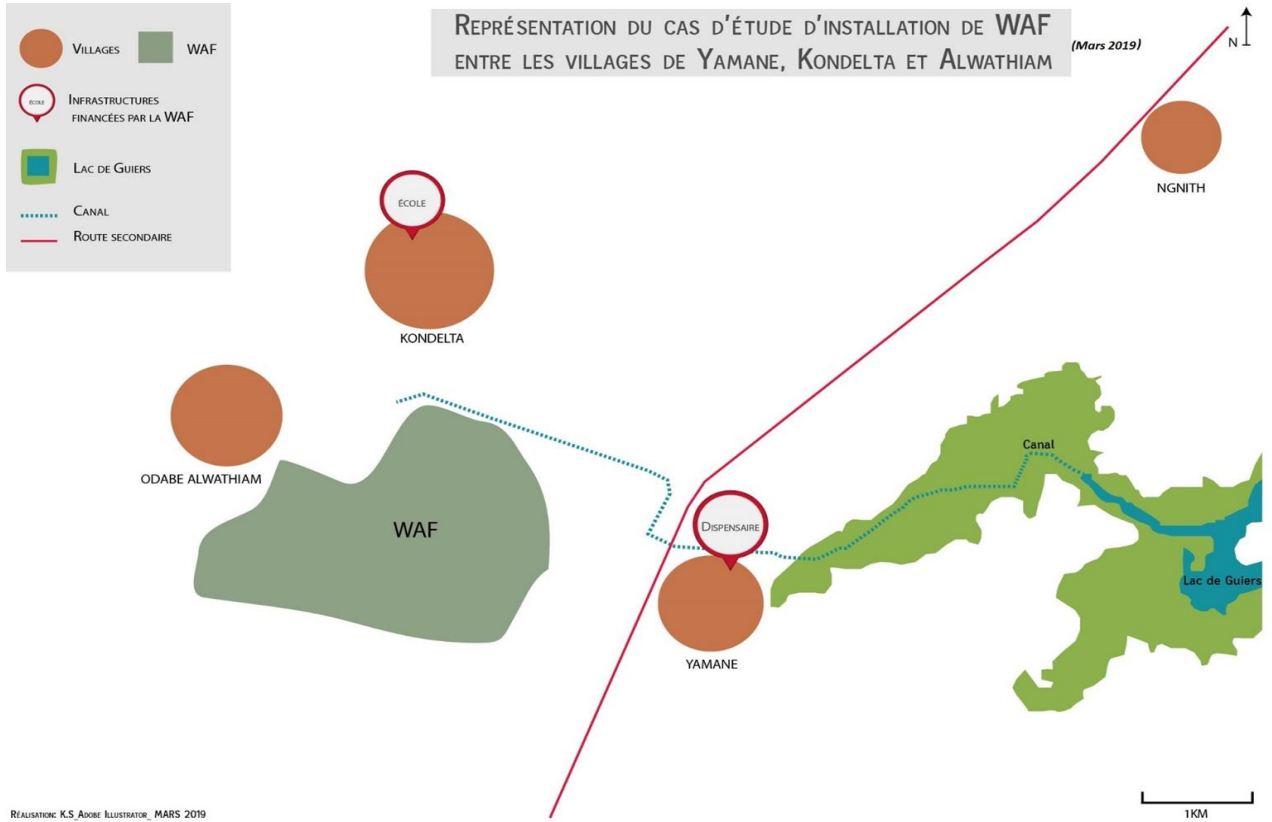 REPRÉSENTATION DU CAS D'ÉTUDE D'INSTALLATION DE WAF
ENTRE LES VILLAGES DE YAMANE, KONDELTA ET ALWATHIAM
(Mars 2019)
N
VILLAGES
WAF
ÉCOLE
INFRASTRUCTURES
FINANCÉES PAR LA WAF
LAC DE GUIERS
CANAL
ROUTE SECONDAIRE
NGNITH
ÉCOLE
KONDELTA
ODABE ALWATHIAM
WAF
Canal
DISPENSAIRE
Lac de Guiers
YAMANE
1KM
RÉALISATION: K.S_ADOBE ILLUSTRATOR_ MARS 2019